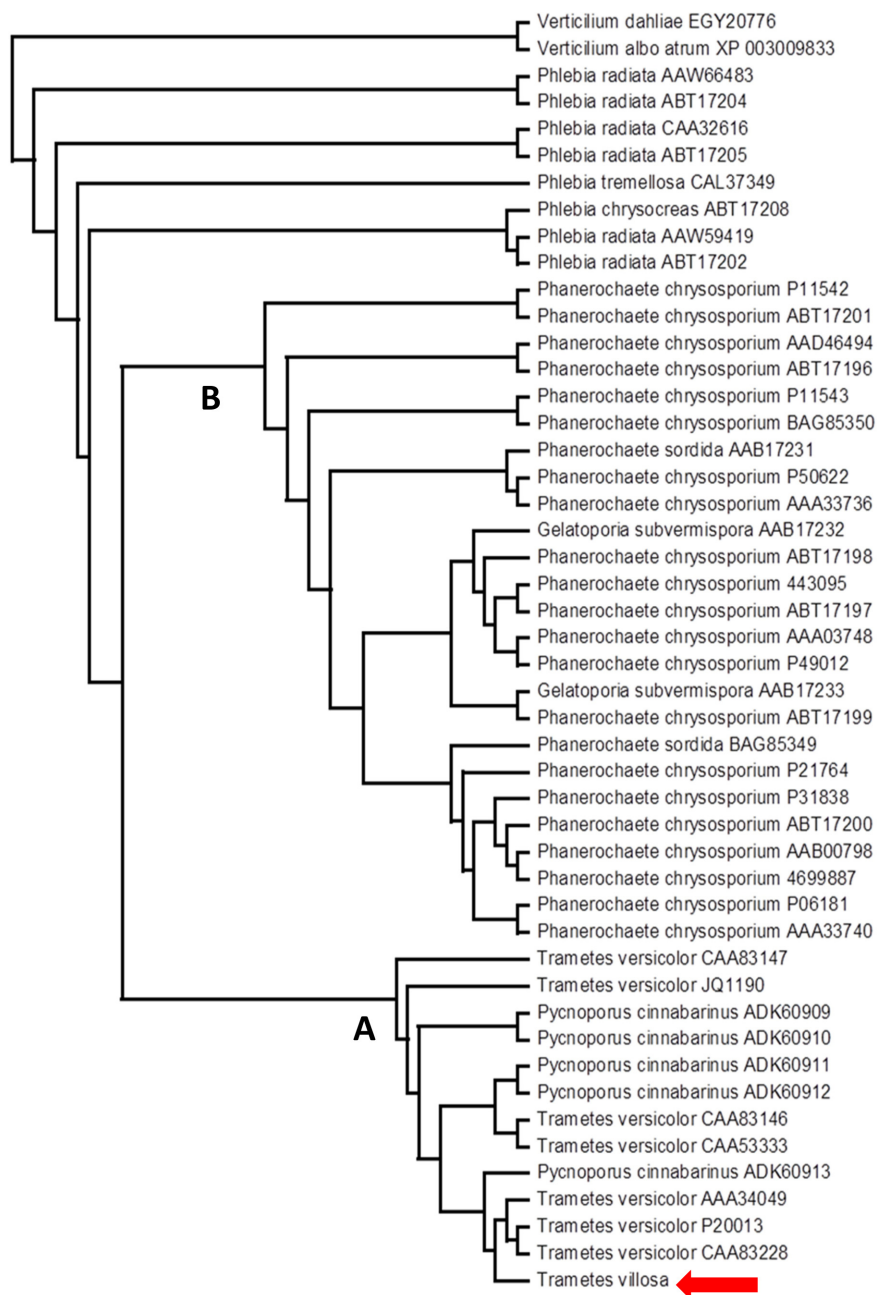 Verticilium dahliae EGY20776
Verticilium albo atrum XP 003009833
Phlebia radiata AAW66483
Phlebia radiata ABT17204
Phlebia radiata CAA32616
Phlebia radiata ABT17205
Phlebia tremellosa CAL37349
Phlebia chrysocreas ABT17208
Phlebia radiata AAW59419
Phlebia radiata ABT17202
Phanerochaete chrysosporium P11542
Phanerochaete chrysosporium ABT17201
Phanerochaete chrysosporium AAD46494
Phanerochaete chrysosporium ABT17196
B
Phanerochaete chrysosporium P11543
Phanerochaete chrysosporium BAG85350
Phanerochaete sordida AAB17231
Phanerochaete chrysosporium P50622
Phanerochaete chrysosporium AAA33736
Gelatoporia subvermispora AAB17232
Phanerochaete chrysosporium ABT17198
Phanerochaete chrysosporium 443095
Phanerochaete chrysosporium ABT17197
Phanerochaete chrysosporium AAA03748
Phanerochaete chrysosporium P49012
Gelatoporia subvermispora AAB17233
Phanerochaete chrysosporium ABT17199
Phanerochaete sordida BAG85349
Phanerochaete chrysosporium P21764
Phanerochaete chrysosporium P31838
Phanerochaete chrysosporium ABT17200
Phanerochaete chrysosporium AAB00798
Phanerochaete chrysosporium 4699887
Phanerochaete chrysosporium P06181
Phanerochaete chrysosporium AAA33740
Trametes versicolor CAA83147
Trametes versicolor JQ1190
Pycnoporus cinnabarinus ADK60909
A
Pycnoporus cinnabarinus ADK60910
Pycnoporus cinnabarinus ADK60911
Pycnoporus cinnabarinus ADK60912
Trametes versicolor CAA83146
Trametes versicolor CAA53333
Pycnoporus cinnabarinus ADK60913
Trametes versicolor AAA34049
Trametes versicolor P20013
Trametes versicolor CAA83228
Trametes villosa